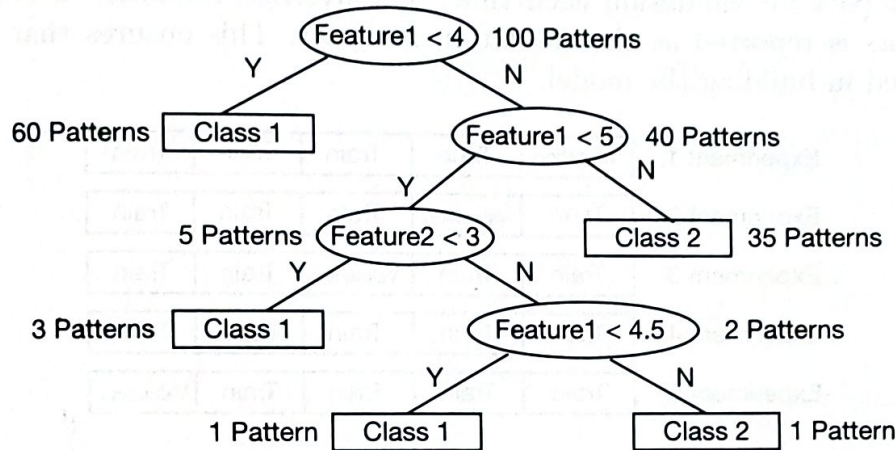 Feature1 < 4 100 Patterns
Y N
60 Patterns Class 1 Feature1 < 5 40 Patterns
Y N
5 Patterns Feature2 < 3 Class 2 35 Patterns
Y N
3 Patterns Class 1 Feature1 < 4.5 2 Patterns
Y N
1 Pattern Class 1 Class 2 1 Pattern